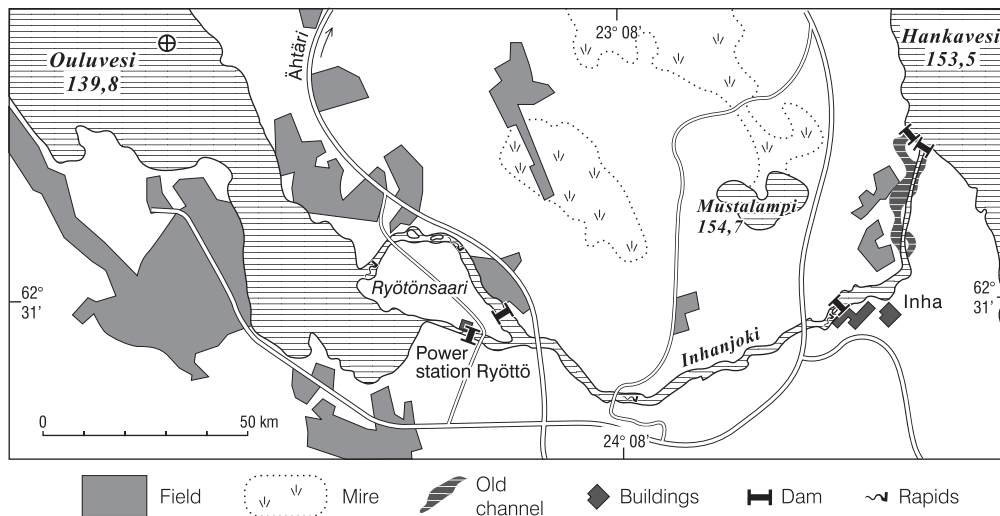 Ouluvesi
139,8
Ähtäri
23° 08'
Hankavesi
153,5
Mustalampi
154,7
62°
31'
Ryötönsaari
62°
31'
Inha
Power
station Ryöttö
Inhanjoki
0
50 km
24° 08'
Field
Mire
Old
channel
Buildings
Dam
Rapids